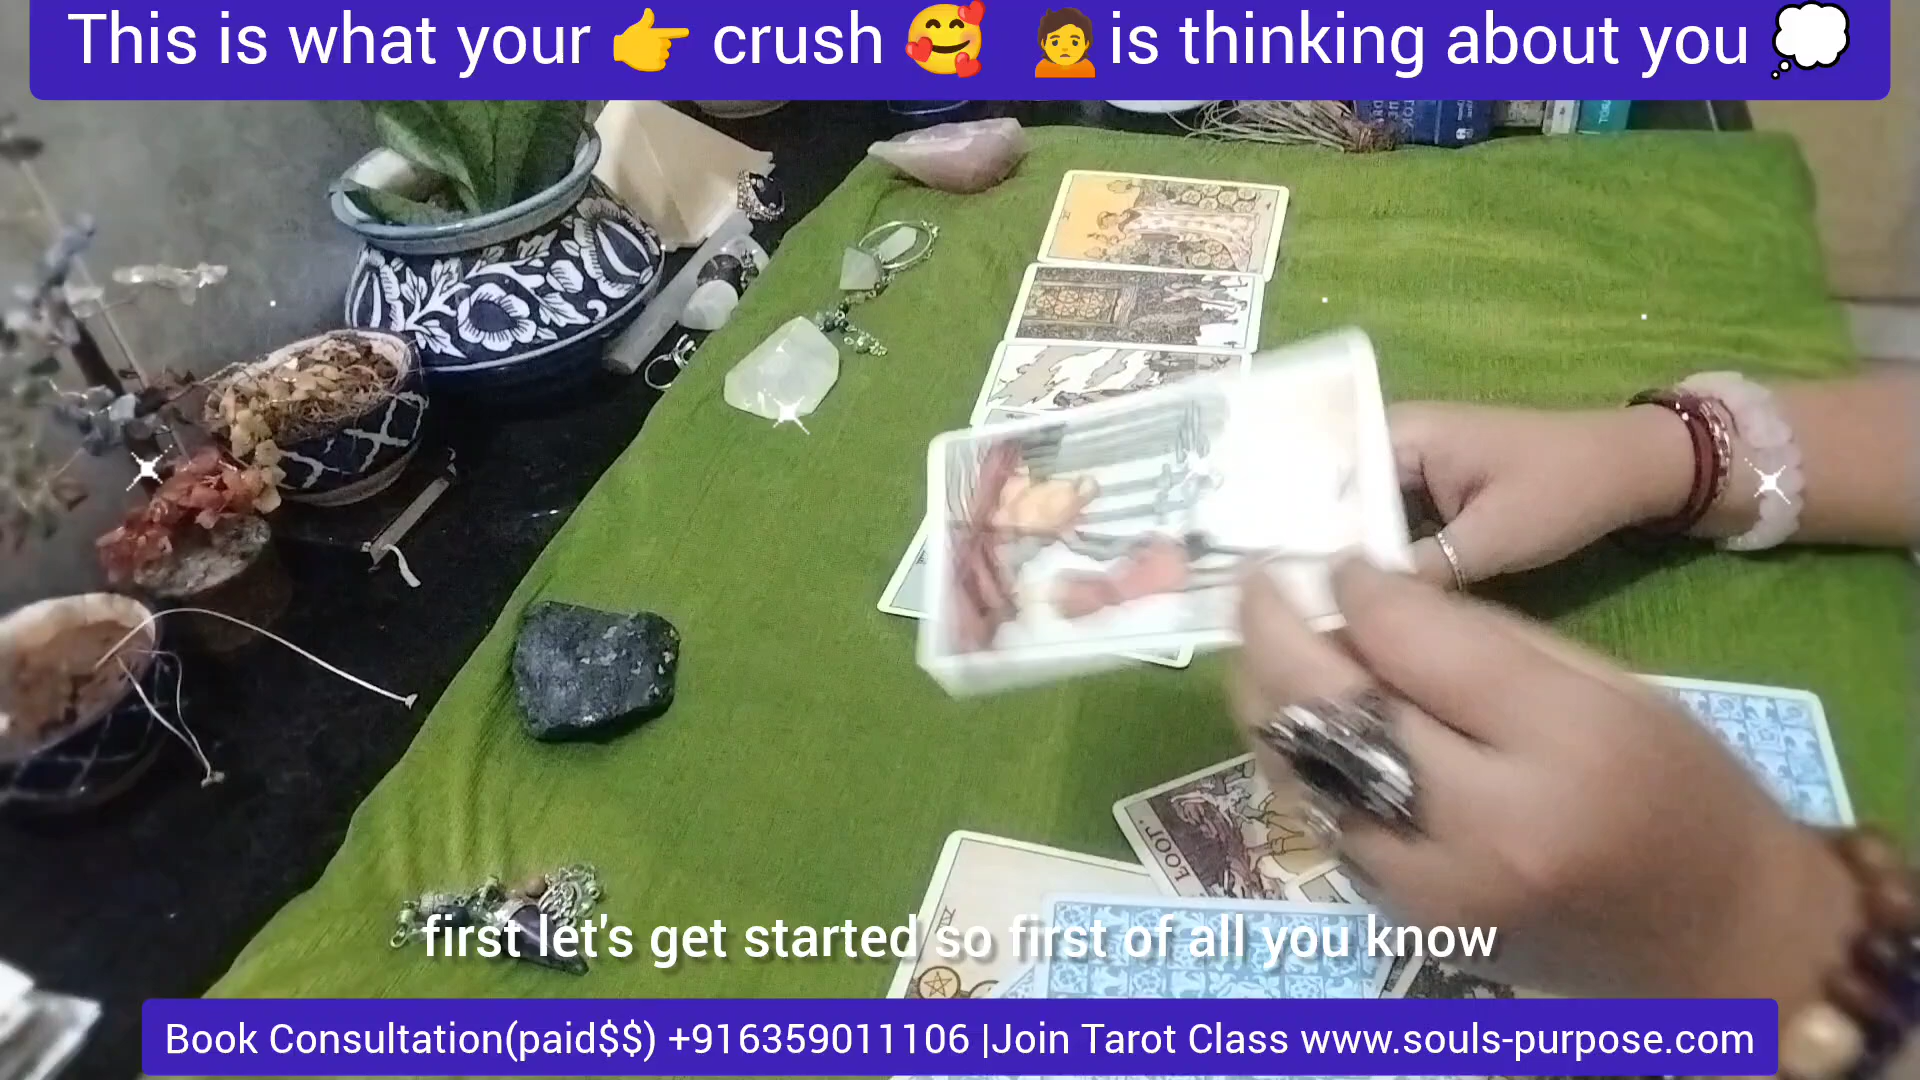 This is what your 👉 crush 🥰 🙍 is thinking about you 💭
FOOL.
first let's get started so first of all you know
Book Consultation(paid$$) +916359011106 |Join Tarot Class www.souls-purpose.com